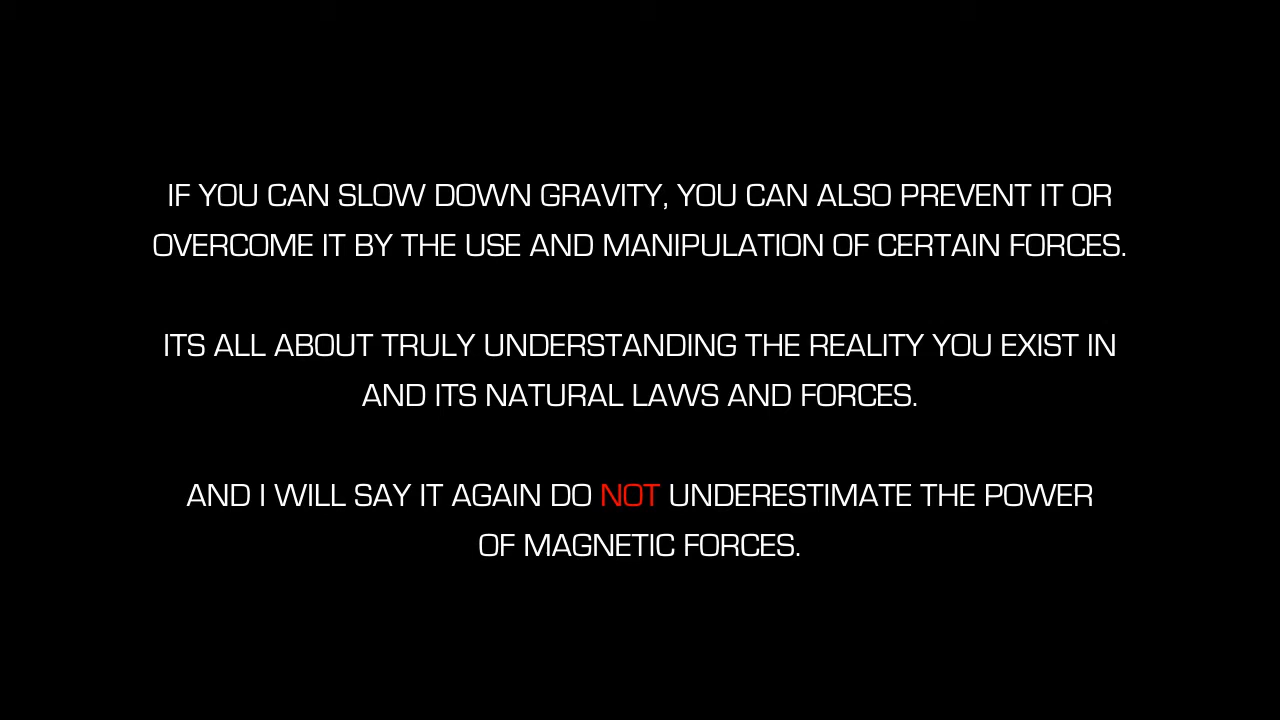 IF YOU CAN SLOW DOWN GRAVITY, YOU CAN ALSO PREVENT IT OR
OVERCOME IT BY THE USE AND MANIPULATION OF CERTAIN FORCES.
ITS ALL ABOUT TRULY UNDERSTANDING THE REALITY YOU EXIST IN
AND ITS NATURAL LAWS AND FORCES.
AND I WILL SAY IT AGAIN DO NOT UNDERESTIMATE THE POWER
OF MAGNETIC FORCES.